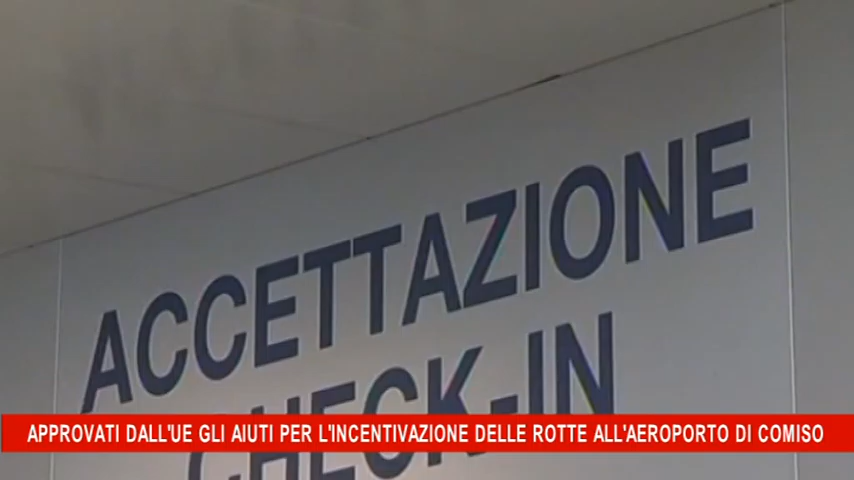 ACCETTAZIONE
CHECK-IN
APPROVATI DALL'UE GLI AIUTI PER L'INCENTIVAZIONE DELLE ROTTE ALL'AEROPORTO DI COMISO